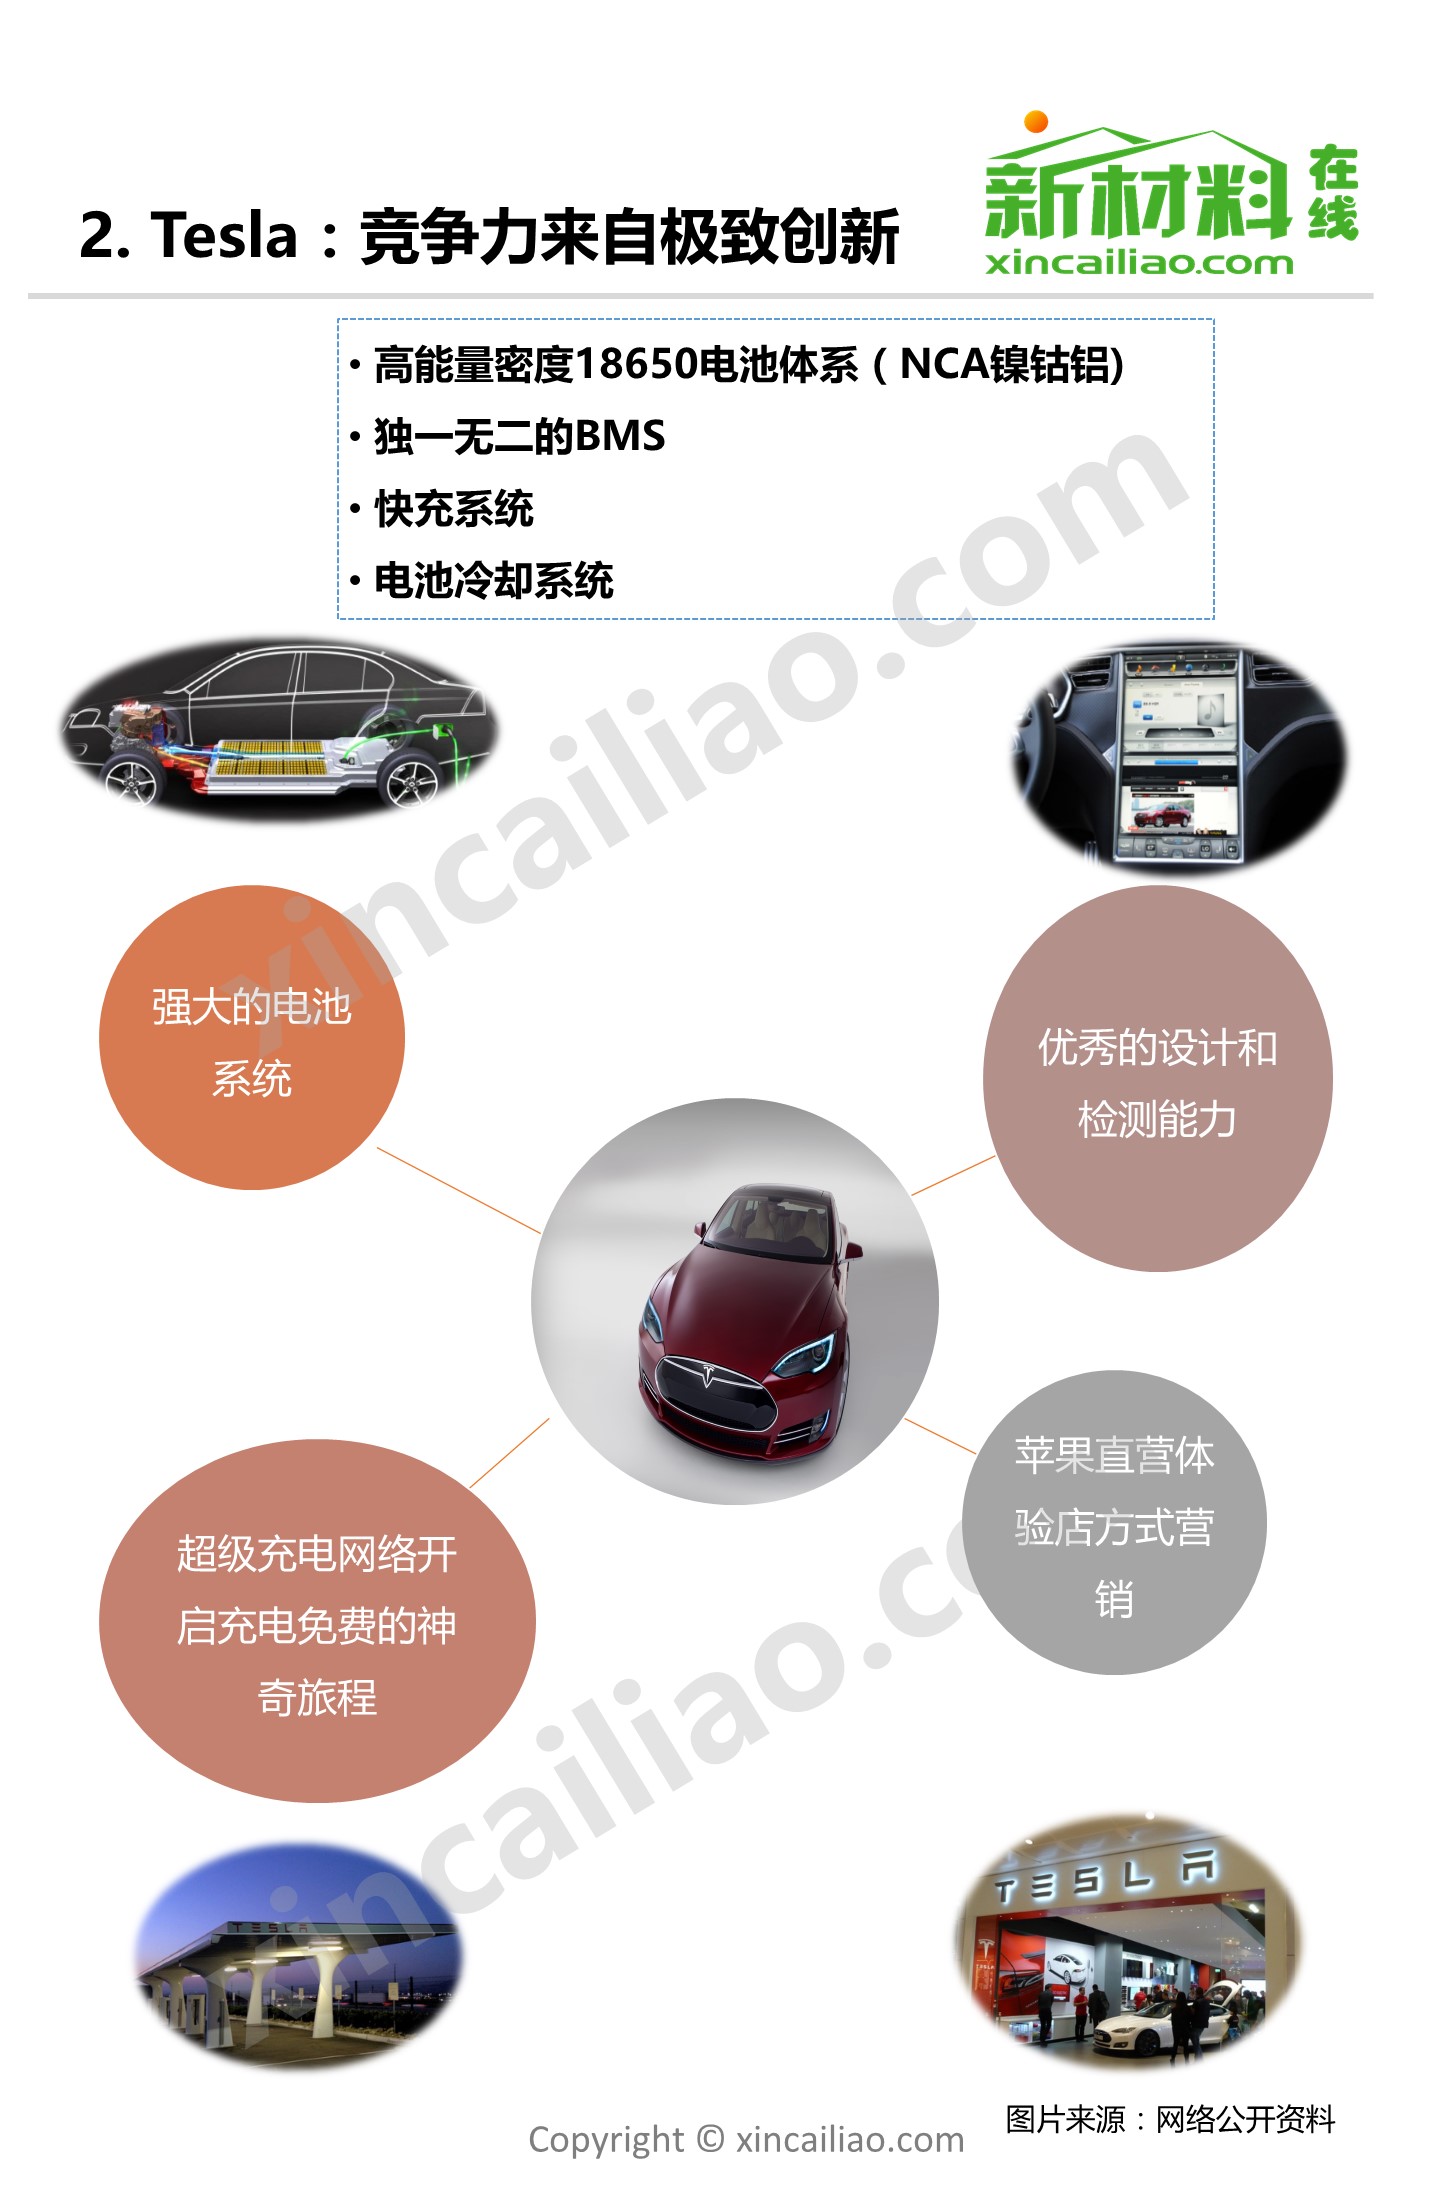 新材料在线
xincailiao.com
2. Tesla：竞争力来自极致创新
• 高能量密度18650电池体系（NCA镍钴铝)
• 独一无二的BMS
• 快充系统
• 电池冷却系统
xincailiao.com
强大的电池
系统
优秀的设计和
检测能力
苹果直营体
验店方式营
销
超级充电网络开
启充电免费的神
奇旅程
xincailiao.co
TESLA
TESLA
图片来源：网络公开资料
Copyright © xincailiao.com